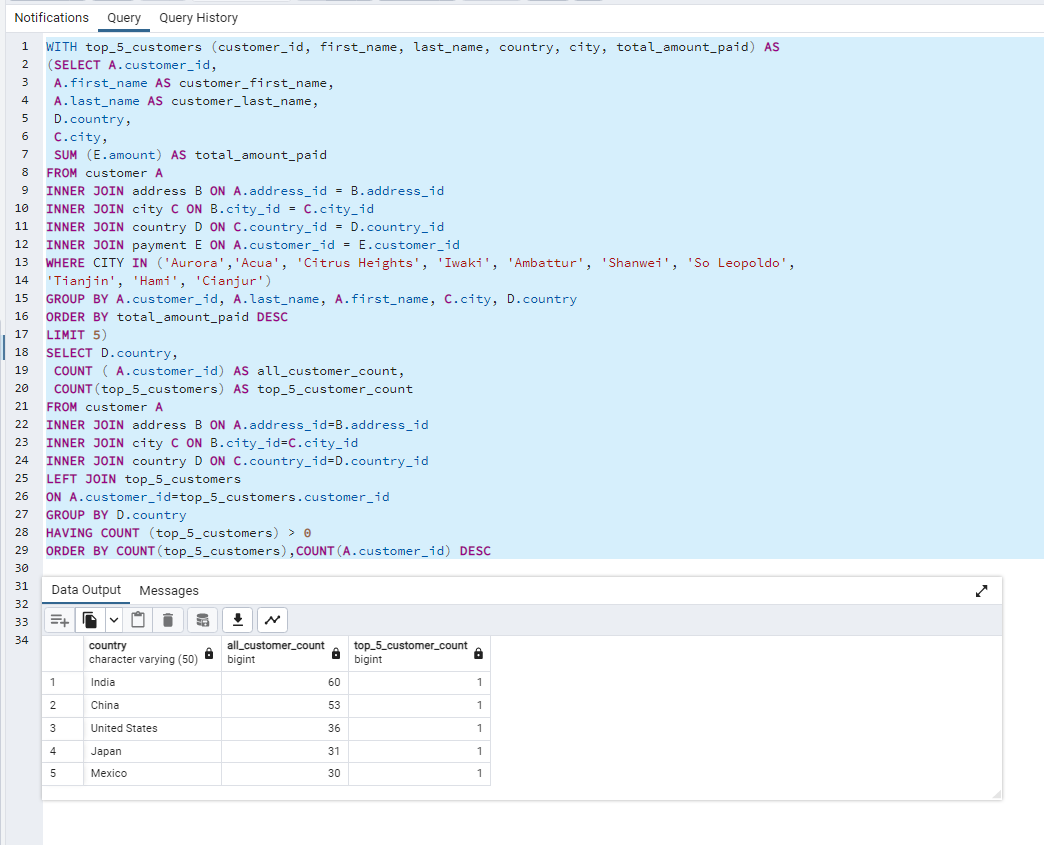 Notifications Query Query History
1 WITH top_5_customers (customer_id, first_name, last_name, country, city, total_amount_paid) AS
2 (SELECT A.customer_id,
3 A.first_name AS customer_first_name,
4 A.last_name AS customer_last_name,
5 D.country,
6 C.city,
7 SUM (E.amount) AS total_amount_paid
8 FROM customer A
9 INNER JOIN address B ON A.address_id = B.address_id
10 INNER JOIN city C ON B.city_id = C.city_id
11 INNER JOIN country D ON C.country_id = D.country_id
12 INNER JOIN payment E ON A.customer_id = E.customer_id
13 WHERE CITY IN ('Aurora','Acua', 'Citrus Heights', 'Iwaki', 'Ambattur', 'Shanwei', 'So Leopoldo',
14 'Tianjin', 'Hami', 'Cianjur')
15 GROUP BY A.customer_id, A.last_name, A.first_name, C.city, D.country
16 ORDER BY total_amount_paid DESC
17 LIMIT 5)
18 SELECT D.country,
19 COUNT ( A.customer_id) AS all_customer_count,
20 COUNT(top_5_customers) AS top_5_customer_count
21 FROM customer A
22 INNER JOIN address B ON A.address_id=B.address_id
23 INNER JOIN city C ON B.city_id=C.city_id
24 INNER JOIN country D ON C.country_id=D.country_id
25 LEFT JOIN top_5_customers
26 ON A.customer_id=top_5_customers.customer_id
27 GROUP BY D.country
28 HAVING COUNT (top_5_customers) > 0
29 ORDER BY COUNT(top_5_customers),COUNT(A.customer_id) DESC
30
31
32
33
34
Data Output Messages
country all_customer_count top_5_customer_count
character varying (50) bigint bigint
1 India 60 1
2 China 53 1
3 United States 36 1
4 Japan 31 1
5 Mexico 30 1